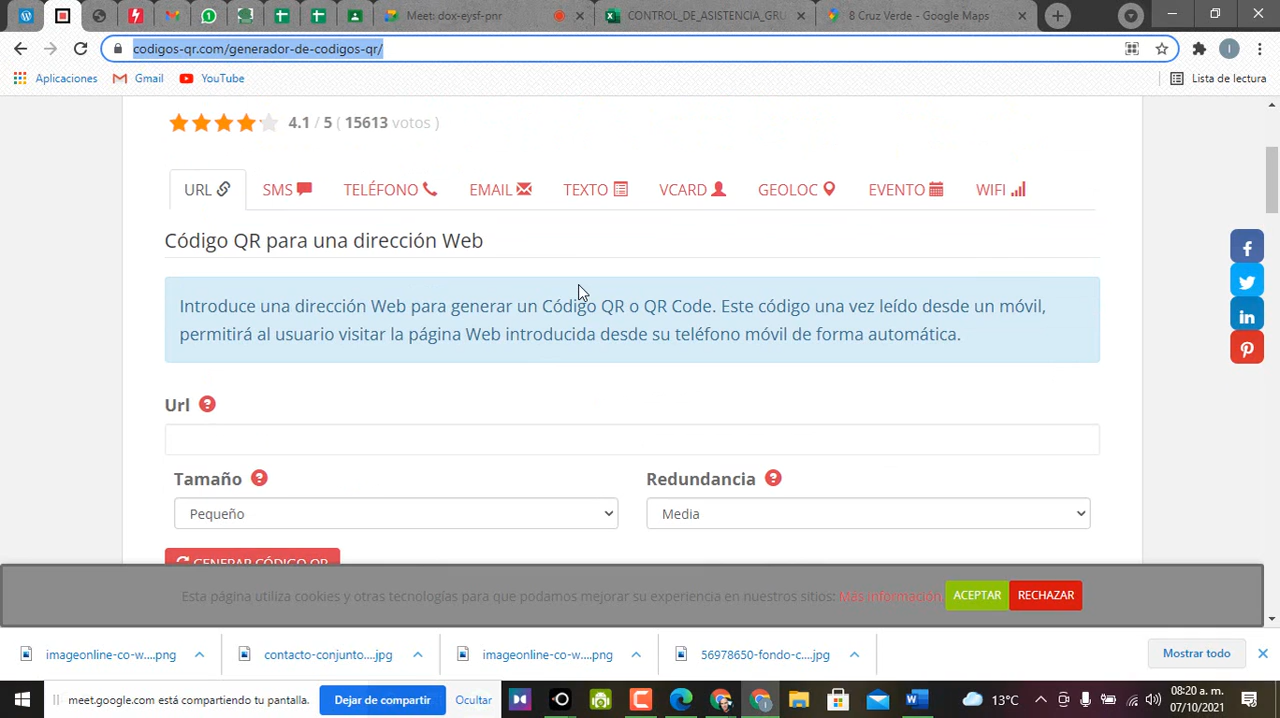 Meet: dox-eysf-pnr
CONTROL_DE_ASISTENCIA_GRU
8 Cruz Verde - Google Maps
codigos-qr.com/generador-de-codigos-qr/
I
Aplicaciones
Gmail
YouTube
Lista de lectura
4.1 / 5 ( 15613 votos )
URL
SMS
TELÉFONO
EMAIL
TEXTO
VCARD
GEOLOC
EVENTO
WIFI
Código QR para una dirección Web
Introduce una dirección Web para generar un Código QR o QR Code. Este código una vez leído desde un móvil,
permitirá al usuario visitar la página Web introducida desde su teléfono móvil de forma automática.
Url ?
Tamaño ?
Redundancia ?
Pequeño
Media
GENERAR CÓDIGO QR
Esta página utiliza cookies y otras tecnologías para que podamos mejorar su experiencia en nuestros sitios: Más información.
ACEPTAR
RECHAZAR
imageonline-co-w....png
contacto-conjunto....jpg
imageonline-co-w....png
56978650-fondo-c....jpg
Mostrar todo
meet.google.com está compartiendo tu pantalla.
Dejar de compartir
Ocultar
13°C
08:20 a. m.
07/10/2021